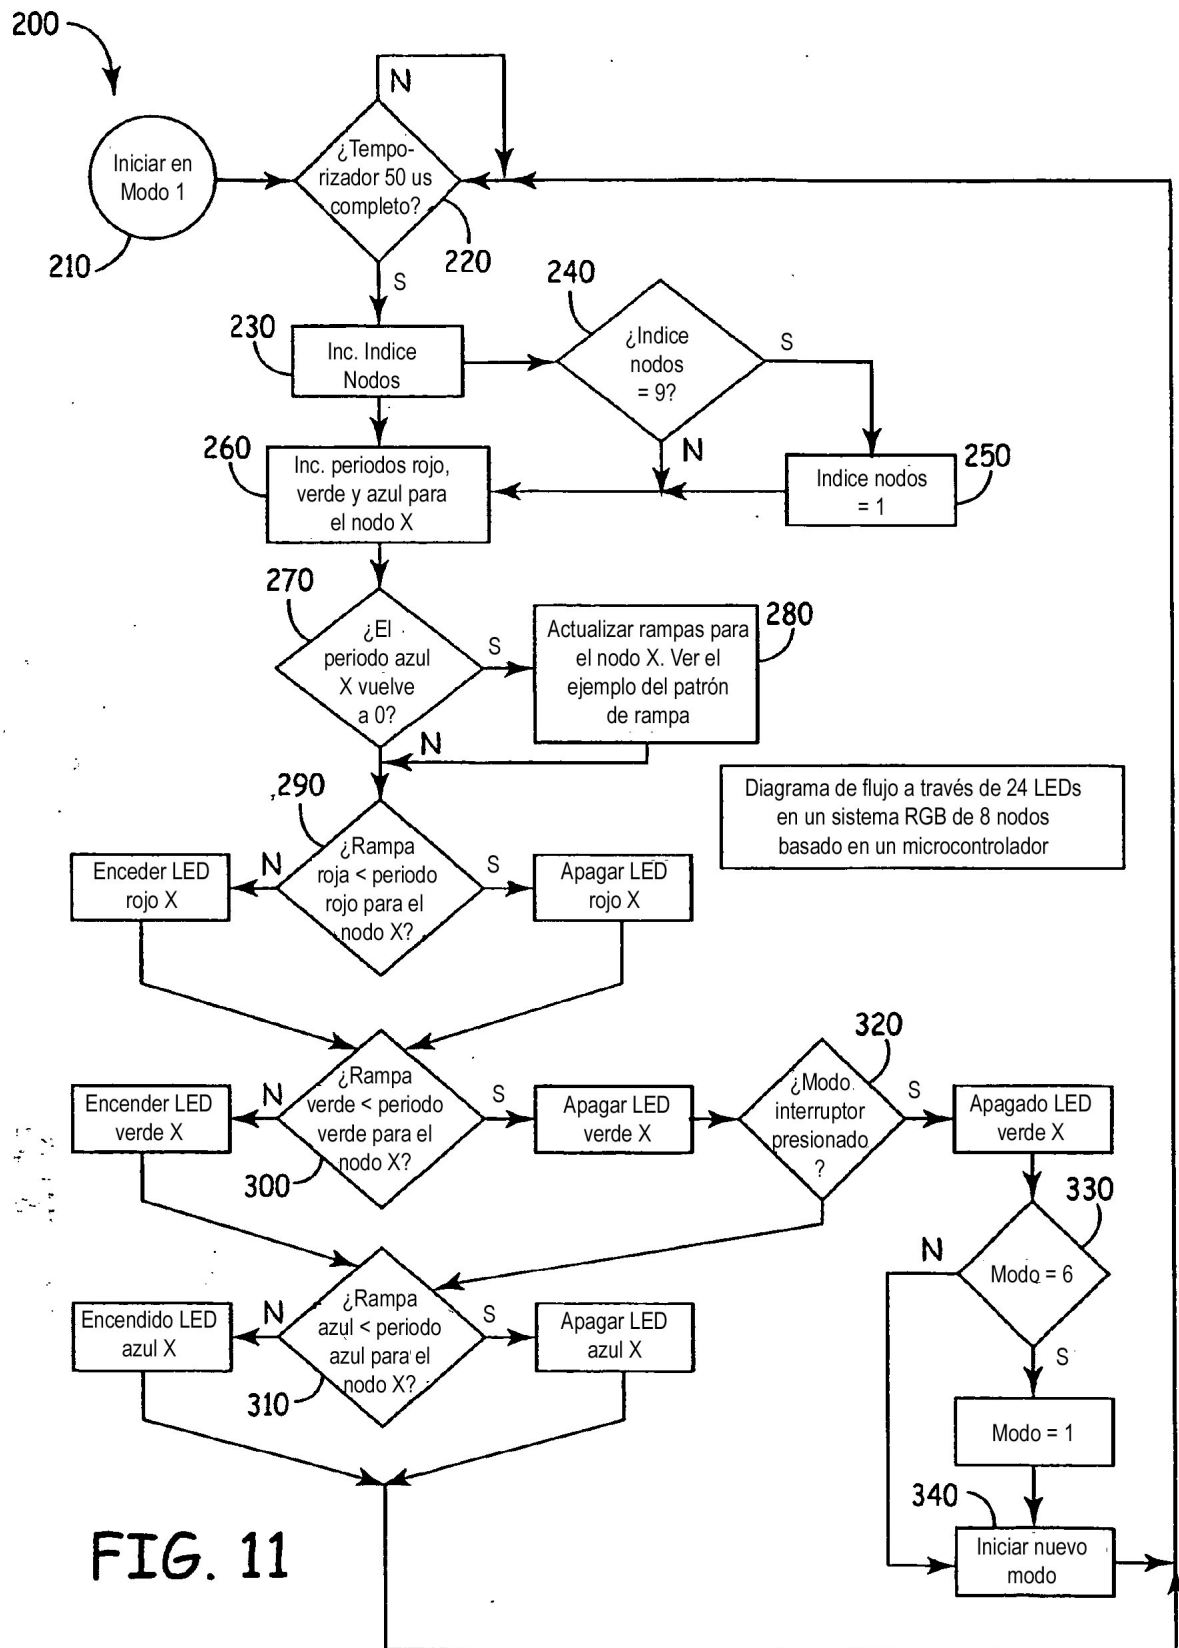 200
N
Iniciar en
Modo 1
210
¿Tempo-
rizador 50 us
completo?
220
S
230
Inc. Indice
Nodos
240
¿Indice
nodos
= 9?
S
N
250
Indice nodos
= 1
260
Inc. periodos rojo,
verde y azul para
el nodo X
270
¿El
periodo azul
X vuelve
a 0?
S
N
280
Actualizar rampas para
el nodo X. Ver el
ejemplo del patrón
de rampa
Diagrama de flujo a través de 24 LEDs
en un sistema RGB de 8 nodos
basado en un microcontrolador
290
¿Rampa
roja < periodo
rojo para el
nodo X?
N
S
Enceder LED
rojo X
Apagar LED
rojo X
300
¿Rampa
verde < periodo
verde para el
nodo X?
N
S
Encender LED
verde X
Apagar LED
verde X
320
¿Modo
interruptor
presionado
?
S
Apagado LED
verde X
330
Modo = 6
N
S
310
¿Rampa
azul < periodo
azul para el
nodo X?
N
S
Encendido LED
azul X
Apagar LED
azul X
Modo = 1
340
Iniciar nuevo
modo
FIG. 11